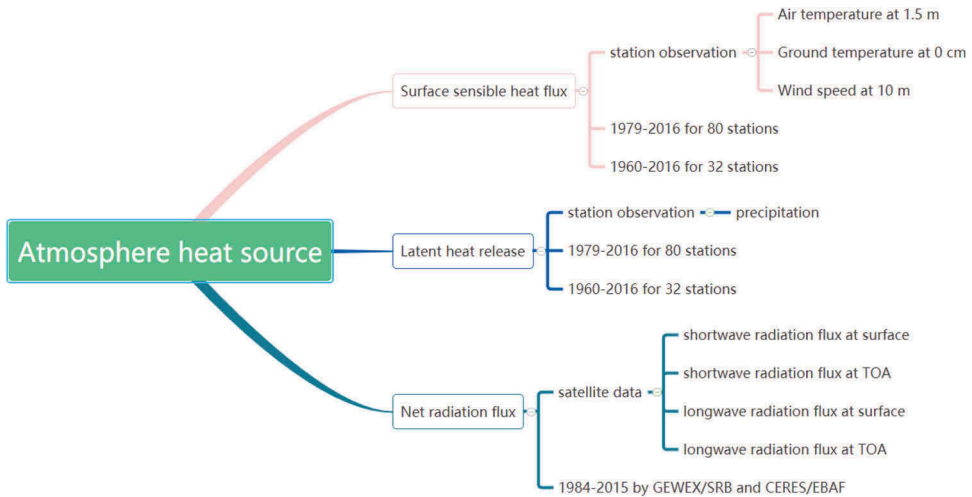 Atmosphere heat source
Surface sensible heat flux
station observation
Air temperature at 1.5 m
Ground temperature at 0 cm
Wind speed at 10 m
1979-2016 for 80 stations
1960-2016 for 32 stations
Latent heat release
station observation
precipitation
1979-2016 for 80 stations
1960-2016 for 32 stations
Net radiation flux
satellite data
shortwave radiation flux at surface
shortwave radiation flux at TOA
longwave radiation flux at surface
longwave radiation flux at TOA
1984-2015 by GEWEX/SRB and CERES/EBAF